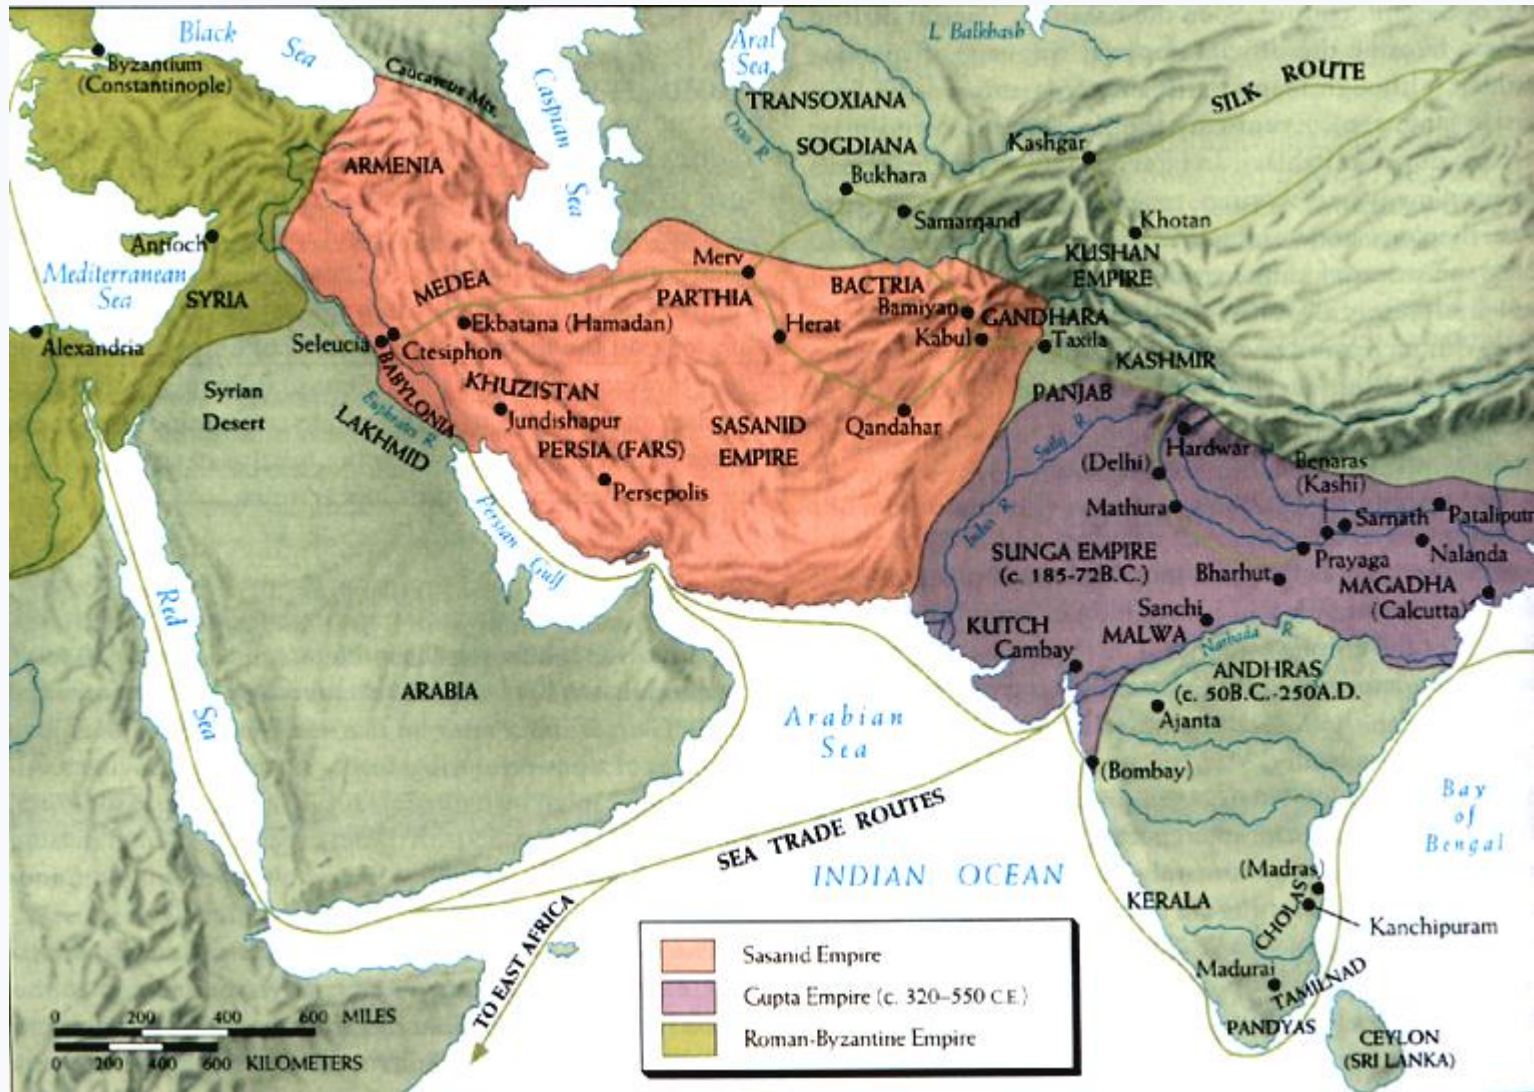 Black
Sea
Byzantium
(Constantinople)
Caucasus Mts.
Caspian
Sea
Aral
Sea
L Balkhash
SILK ROUTE
TRANSOXIANA
Oxus R
SOGDIANA
Kashgar
Bukhara
Samarqand
Khotan
KUSHAN
EMPIRE
ARMENIA
Antioch
Mediterranean
Sea
SYRIA
Alexandria
MEDEA
Merv
PARTHIA
BACTRIA
Bamiyan
GANDHARA
Kabul
Taxila
KASHMIR
Ekbatana (Hamadan)
Herat
Seleucia
Ctesiphon
BABYLONIA
Euphrates R
LAKHMID
KHUZISTAN
Jundishapur
PERSIA (FARS)
Persepolis
SASANID
EMPIRE
Qandahar
PANJAB
Syrian
Desert
Sutlej R
Indus R
Hardwar
(Delhi)
Mathura
Benaras
(Kashi)
Sarnath
Pataliputr
Prayaga
Nalanda
SUNGA EMPIRE
(c. 185-72B.C.)
Bharhut
MAGADHA
(Calcutta)
Sanchi
MALWA
Narbada R
KUTCH
Cambay
ANDHRAS
(c. 50B.C.-250A.D.
Ajanta
(Bombay)
Persian Gulf
Red
Sea
ARABIA
Arabian
Sea
SEA TRADE ROUTES
INDIAN OCEAN
TO EAST AFRICA
Bay
of
Bengal
(Madras)
KERALA
CHOLAS
Kanchipuram
Madurai
TAMILNAD
PANDYAS
CEYLON
(SRI LANKA)
Sasanid Empire
Gupta Empire (c. 320–550 C.E.)
Roman-Byzantine Empire
0 200 400 600 MILES
0 200 400 600 KILOMETERS